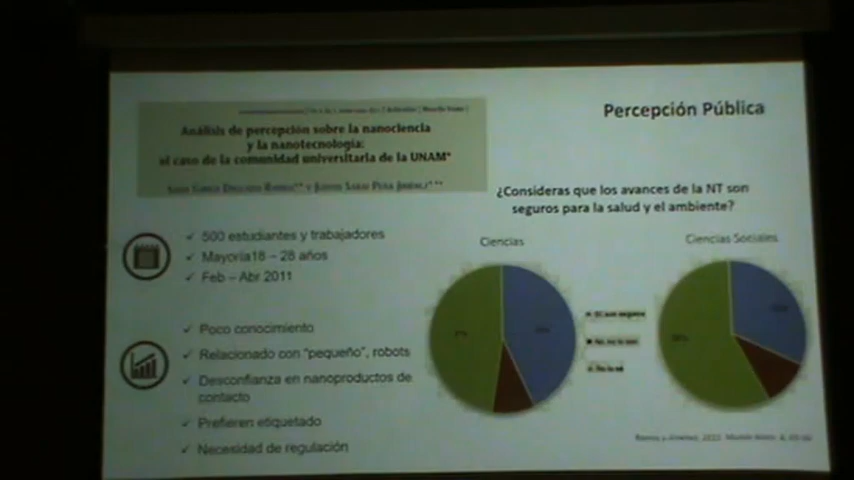 Percepción Pública
Análisis de percepción sobre la nanociencia
y la nanotecnología:
el caso de la comunidad universitaria de la UNAM*
¿Consideras que los avances de la NT son
seguros para la salud y el ambiente?
500 estudiantes y trabajadores
Mayoría18 – 28 años
Feb – Abr 2011
Poco conocimiento
Relacionado con “pequeño”, robots
Desconfianza en nanoproductos de
contacto
Prefieren etiquetado
Necesidad de regulación
Ciencias
Ciencias Sociales